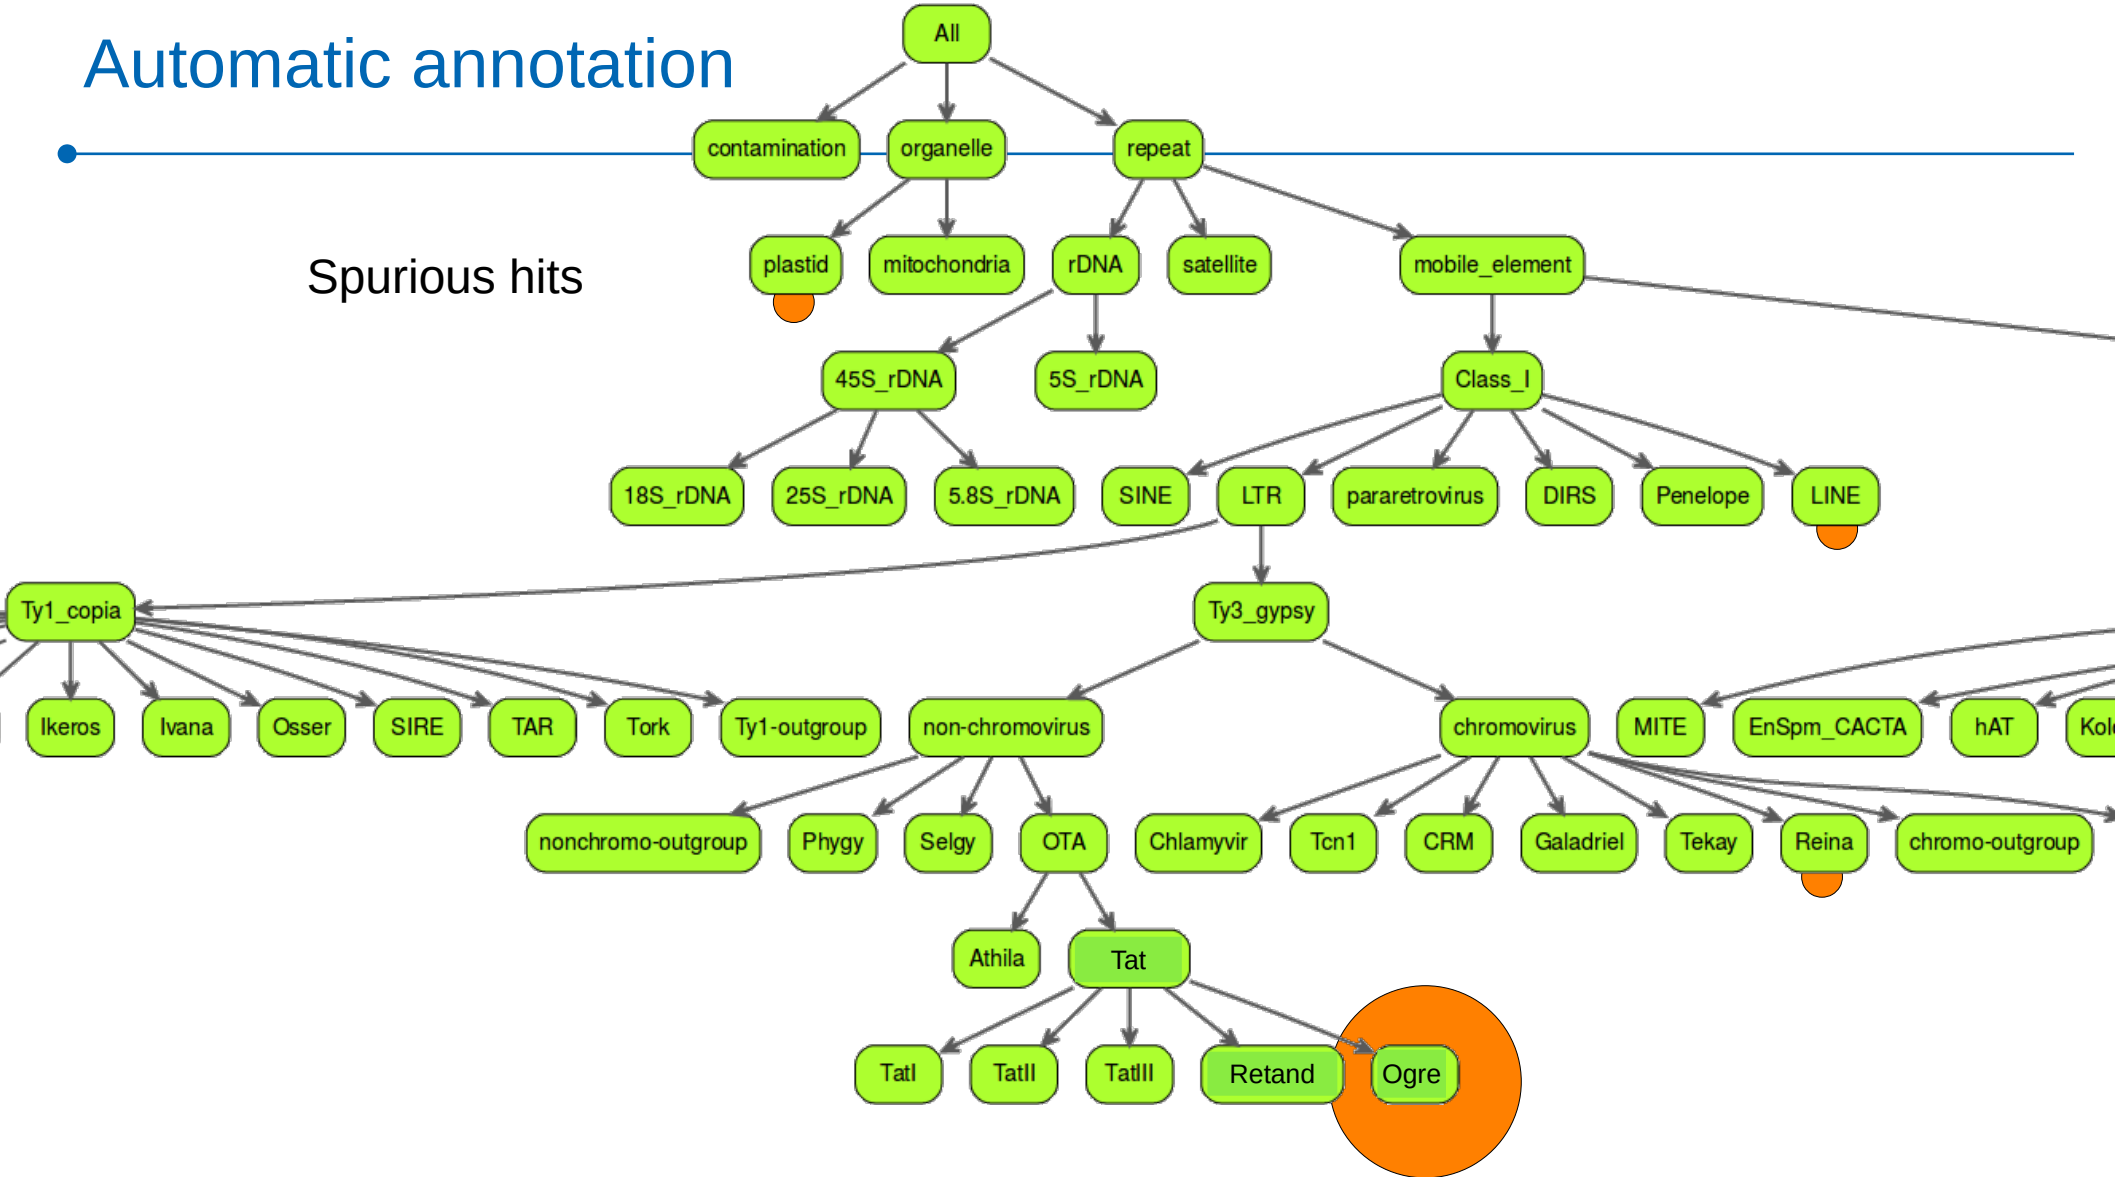 Automatic annotation
All
contamination
organelle
repeat
Spurious hits
plastid
mitochondria
rDNA
satellite
mobile_element
45S_rDNA
5S_rDNA
Class_I
18S_rDNA
25S_rDNA
5.8S_rDNA
SINE
LTR
pararetrovirus
DIRS
Penelope
LINE
Ty1_copia
Ty3_gypsy
Ikeros
Ivana
Osser
SIRE
TAR
Tork
Ty1-outgroup
non-chromovirus
chromovirus
MITE
EnSpm_CACTA
hAT
nonchromo-outgroup
Phygy
Selgy
OTA
Chlamyvir
Tcn1
CRM
Galadriel
Tekay
Reina
chromo-outgroup
Athila
Tat
TatI
TatII
TatIII
Retand
Ogre